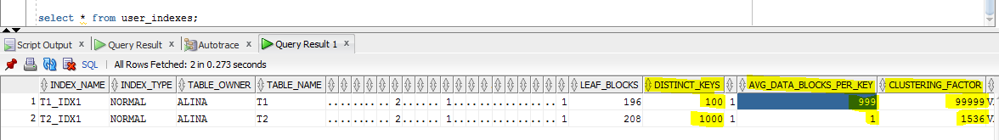 select * from user_indexes;
Script Output x Query Result x Autotrace x Query Result 1 x
SQL | All Rows Fetched: 2 in 0.273 seconds
INDEX_NAME INDEX_TYPE TABLE_OWNER TABLE_NAME LEAF_BLOCKS DISTINCT_KEYS AVG_DATA_BLOCKS_PER_KEY CLUSTERING_FACTOR
1 T1_IDX1 NORMAL ALINA T1 ...... ... 2...... 1... ... ... ... ... 1 196 100 1 999 99999 V.
2 T2_IDX1 NORMAL ALINA T2 ...... ... 2...... 1... ... ... ... ... 1 208 1000 1 1 1536 V.